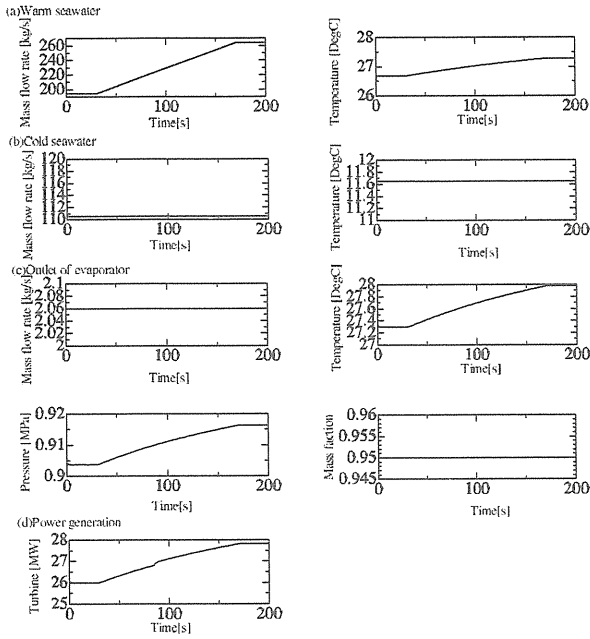 (a)Warm seawater
Mass flow rate [kg/s]
260
240
220
200
0 100 200
Time[s]
Temperature [DegC]
28
27
26
0 100 200
Time[s]
(b)Cold seawater
Mass flow rate [kg/s]
120
118
116
114
112
110
0 100 200
Time[s]
Temperature [DegC]
12
11.8
11.6
11.4
11.2
11
0 100 200
Time[s]
(c)Outlet of evaporator
Mass flow rate [kg/s]
2.1
2.08
2.06
2.04
2.02
2
0 100 200
Time[s]
Temperature [DegC]
28
27.8
27.6
27.4
27.2
27
0 100 200
Time[s]
Pressure [MPa]
0.92
0.91
0.9
0 100 200
Time[s]
Mass faction
0.96
0.955
0.95
0.945
0 100 200
Time[s]
(d)Power generation
Turbine [MW]
28
27
26
25
0 100 200
Time[s]